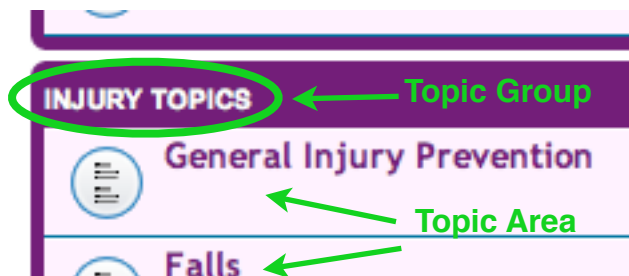 INJURY TOPICS
Topic Group
General Injury Prevention
Topic Area
Falls